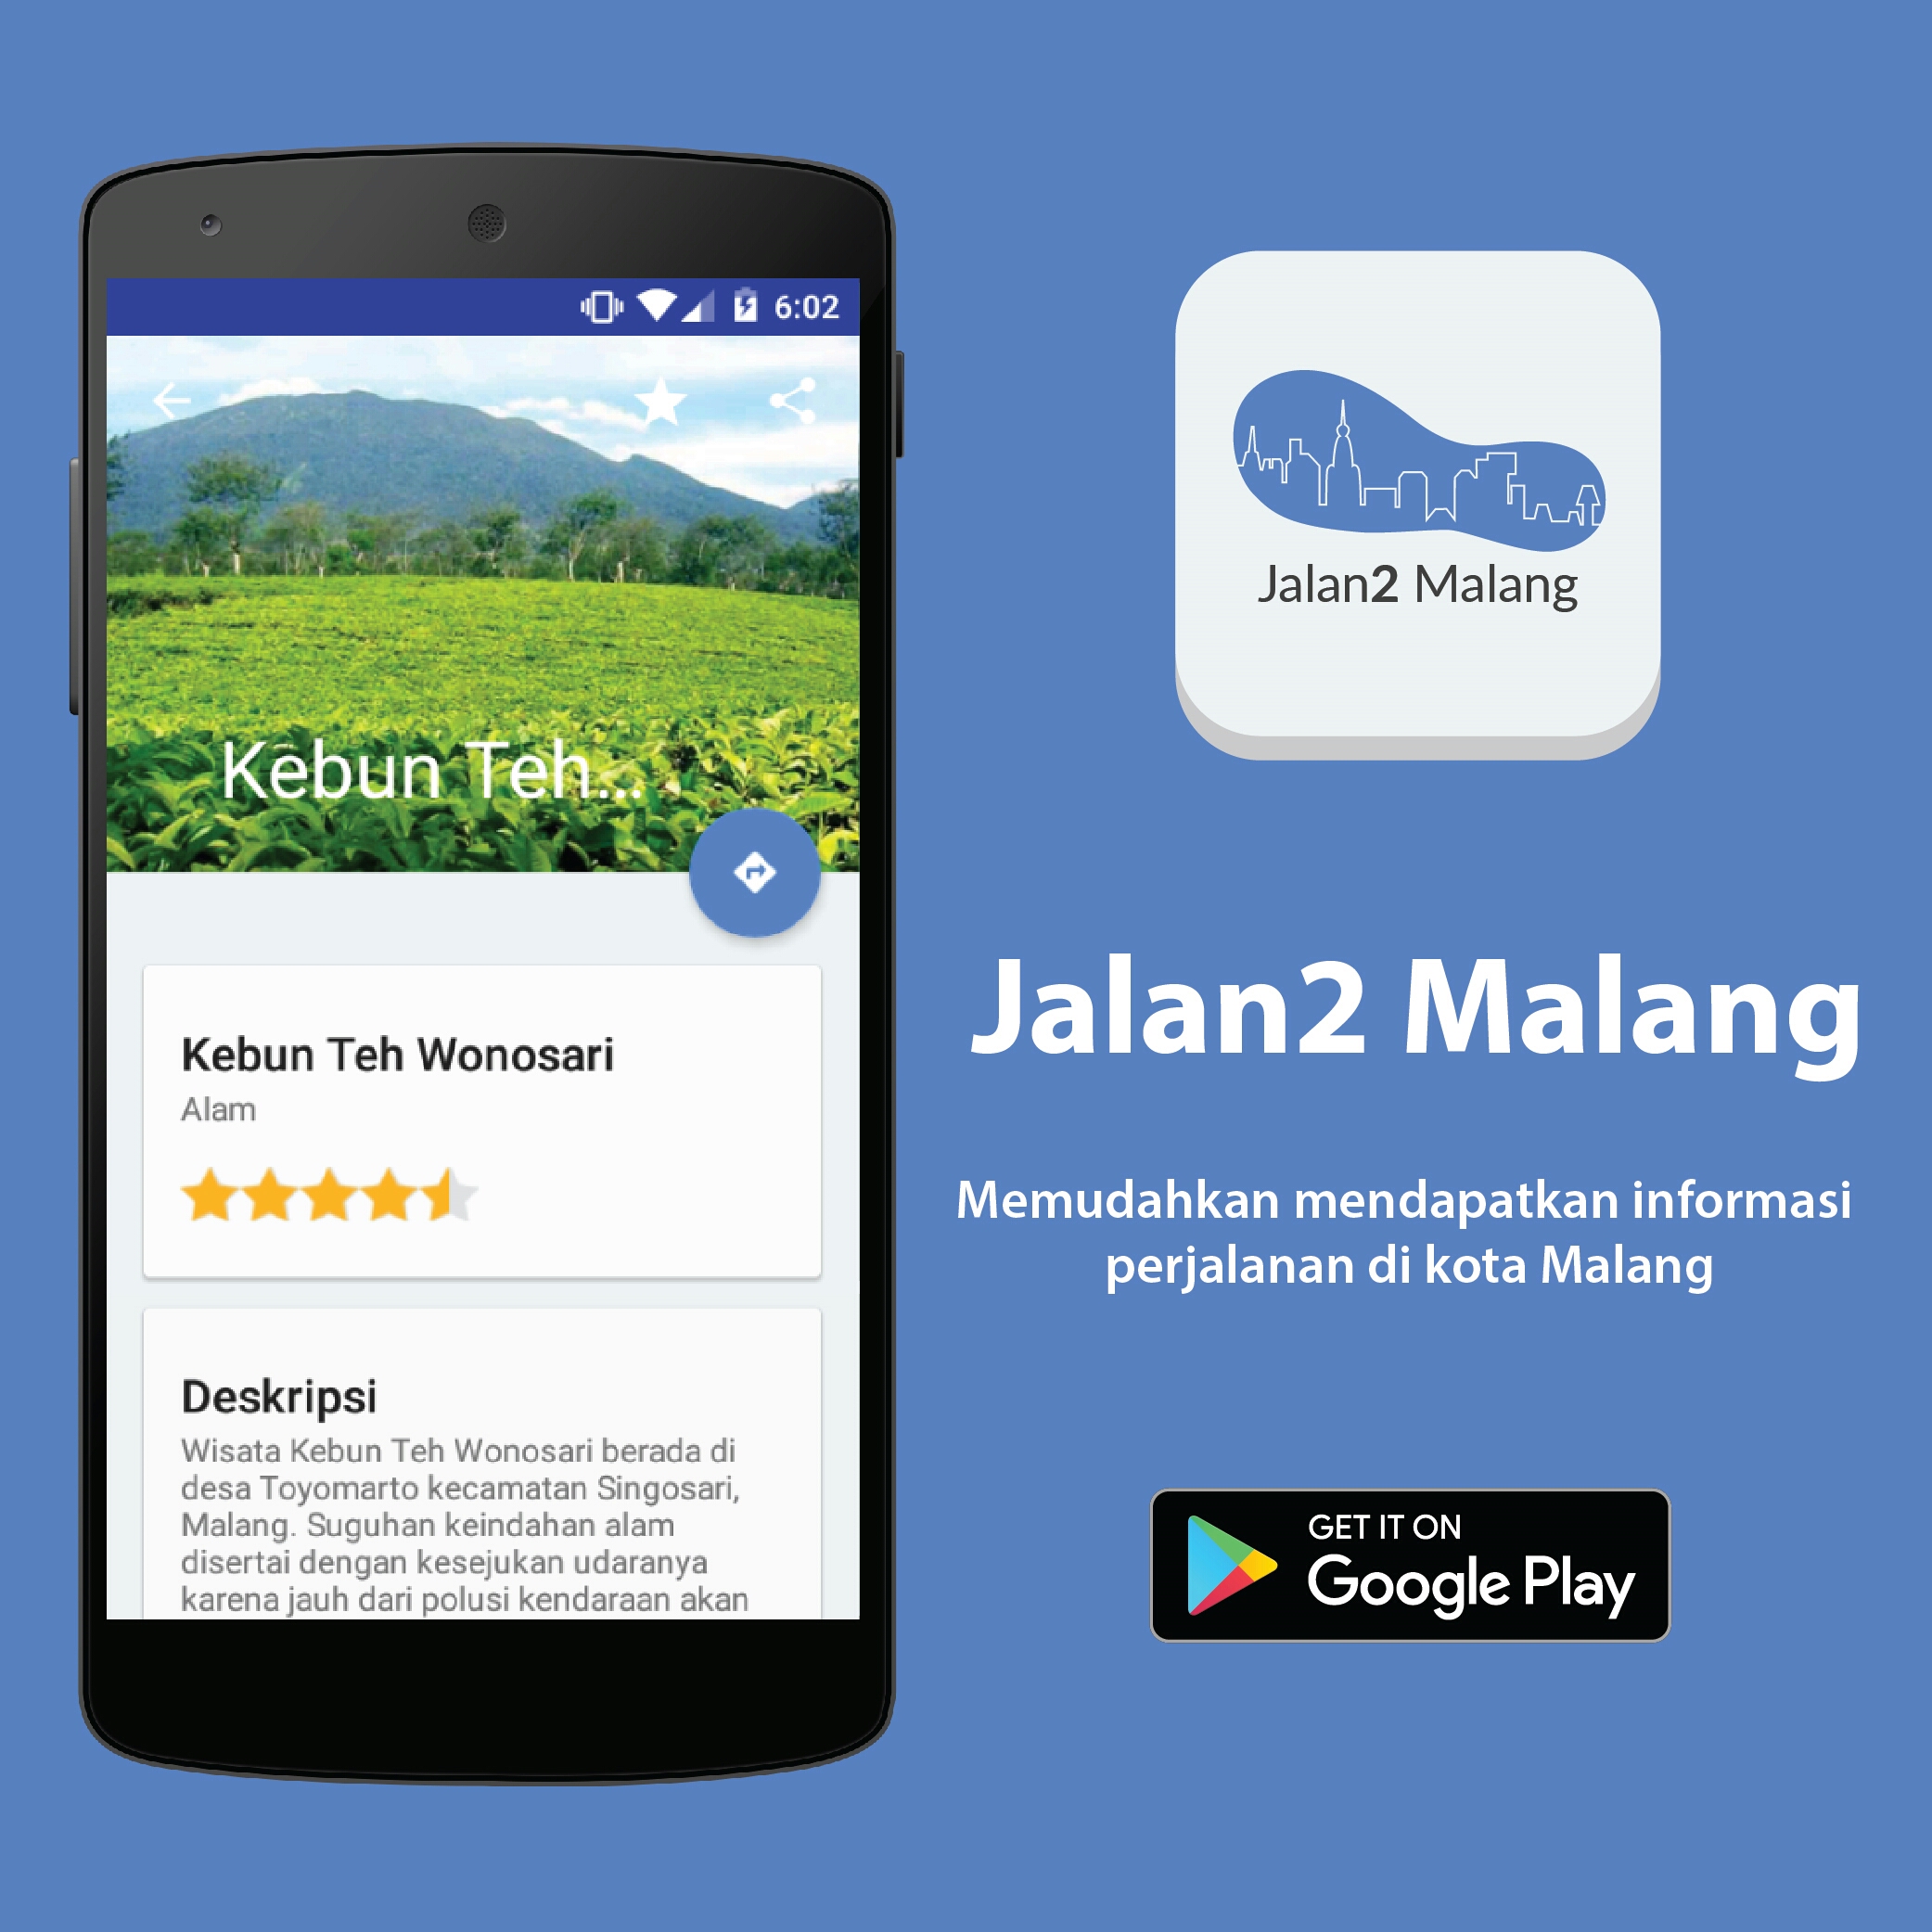 6:02
Kebun Teh...
Kebun Teh Wonosari
Alam
Deskripsi
Wisata Kebun Teh Wonosari berada di
desa Toyomarto kecamatan Singosari,
Malang. Suguhan keindahan alam
disertai dengan kesejukan udaranya
karena jauh dari polusi kendaraan akan
Jalan2 Malang
Jalan2 Malang
Memudahkan mendapatkan informasi
perjalanan di kota Malang
GET IT ON
Google Play